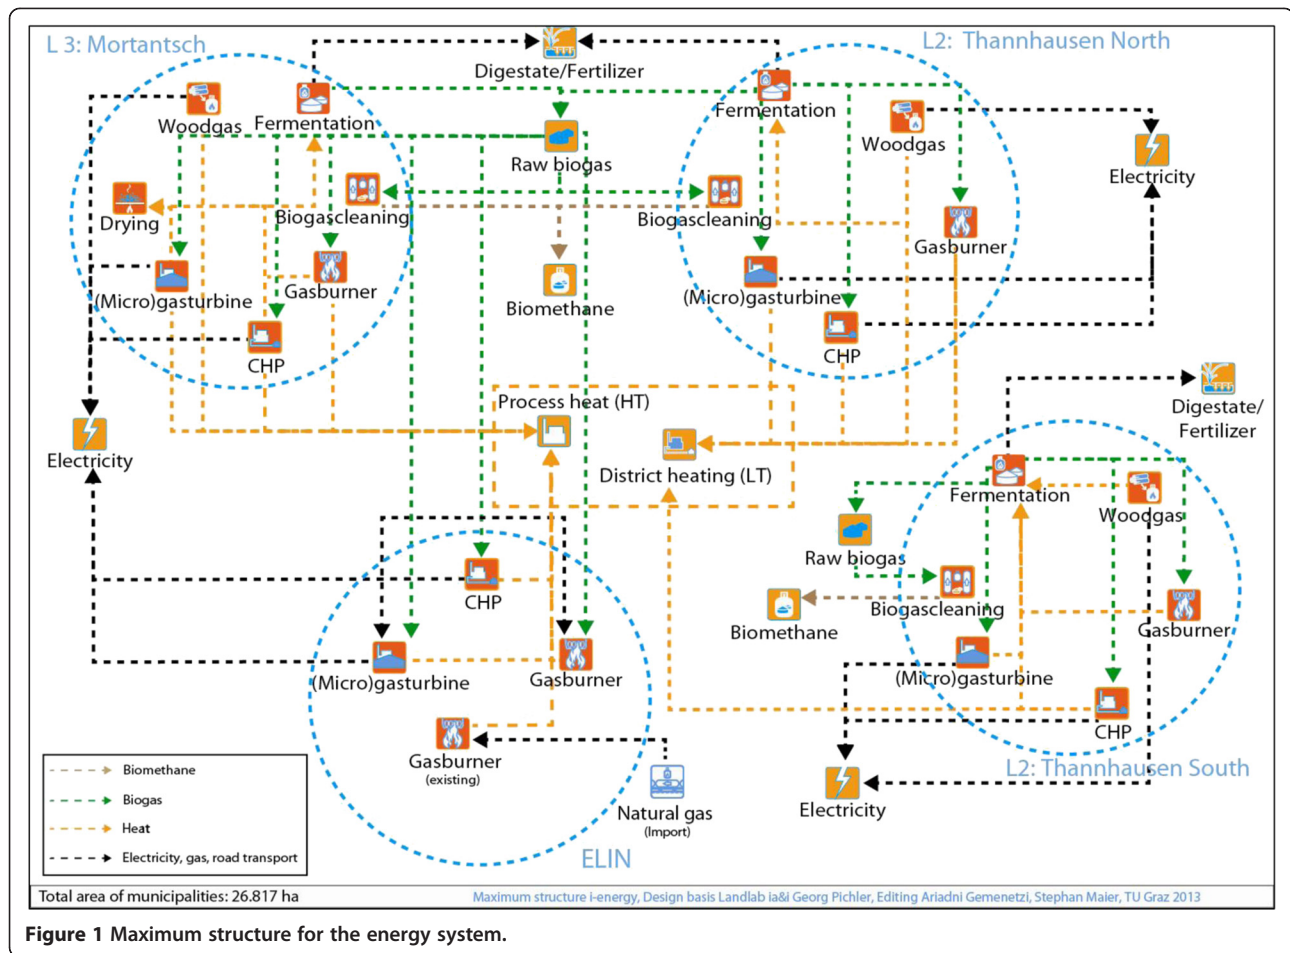 L 3: Mortantsch
L2: Thannhausen North
Digestate/Fertilizer
Woodgas
Fermentation
Fermentation
Woodgas
Raw biogas
Electricity
Drying
Biogascleaning
Biogascleaning
Gasburner
(Micro)gasturbine
Gasburner
Biomethane
(Micro)gasturbine
CHP
CHP
Process heat (HT)
Digestate/
Fertilizer
Electricity
District heating (LT)
Fermentation
Woodgas
Raw biogas
CHP
Biogascleaning
Biomethane
Gasburner
(Micro)gasturbine
Gasburner
(Micro)gasturbine
CHP
Gasburner
(existing)
L2: Thannhausen South
Natural gas
(Import)
Electricity
ELIN
Biomethane
Biogas
Heat
Electricity, gas, road transport
Total area of municipalities: 26.817 ha
Maximum structure i-energy, Design basis Landlab ia&i Georg Pichler, Editing Ariadni Gemenetzi, Stephan Maier, TU Graz 2013
Figure 1 Maximum structure for the energy system.